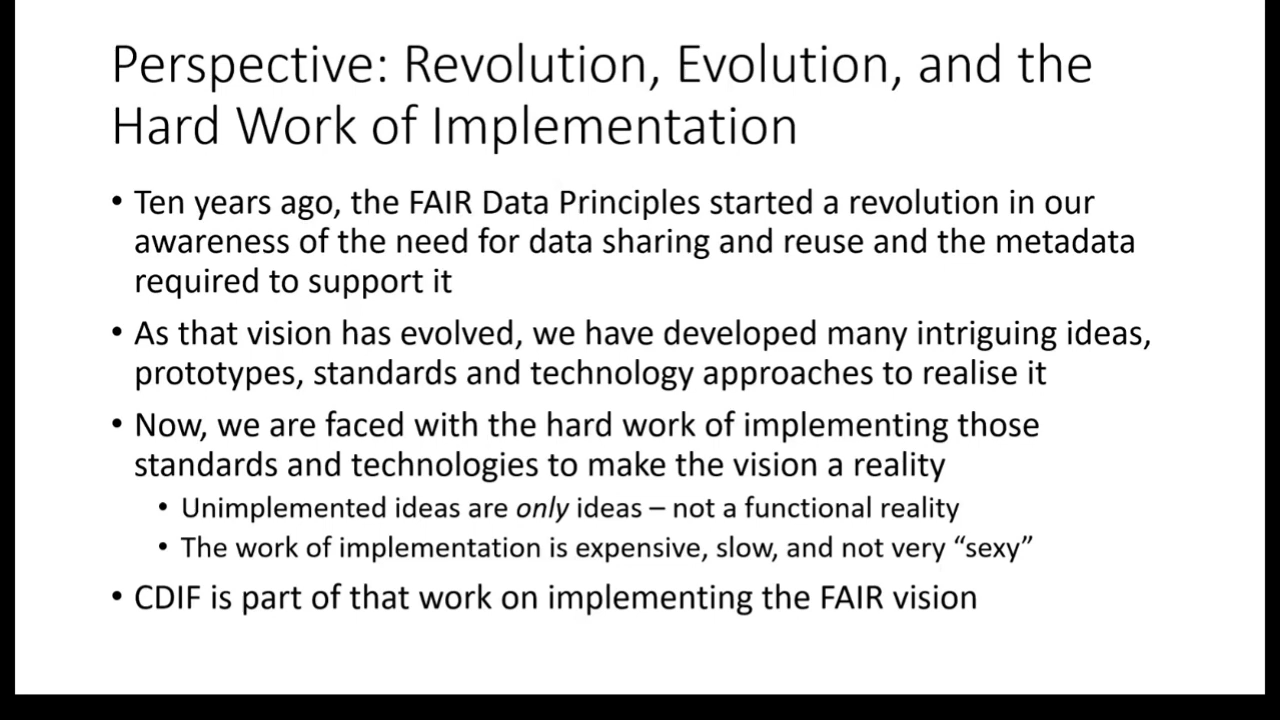 Perspective: Revolution, Evolution, and the
Hard Work of Implementation
• Ten years ago, the FAIR Data Principles started a revolution in our
awareness of the need for data sharing and reuse and the metadata
required to support it
• As that vision has evolved, we have developed many intriguing ideas,
prototypes, standards and technology approaches to realise it
• Now, we are faced with the hard work of implementing those
standards and technologies to make the vision a reality
• Unimplemented ideas are only ideas – not a functional reality
• The work of implementation is expensive, slow, and not very “sexy”
• CDIF is part of that work on implementing the FAIR vision